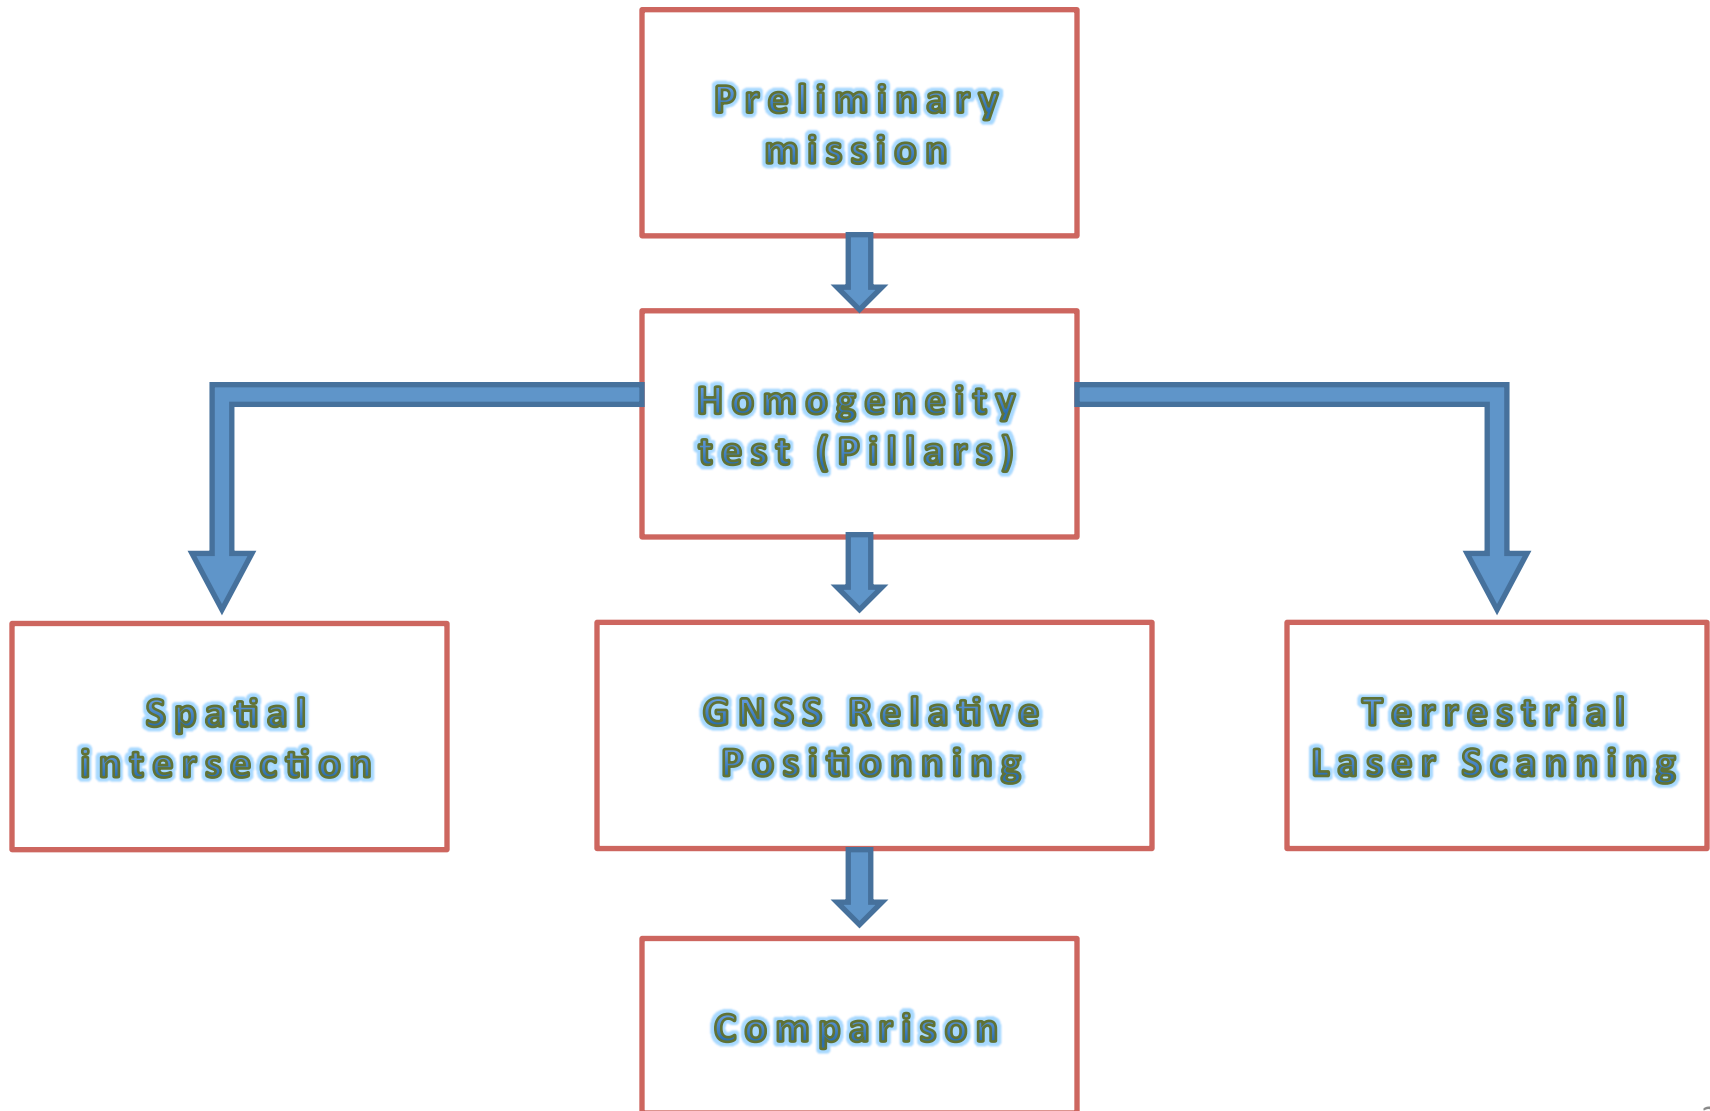 Preliminary
mission
Homogeneity
test (Pillars)
Spatial
intersection
GNSS Relative
Positionning
Terrestrial
Laser Scanning
Comparison